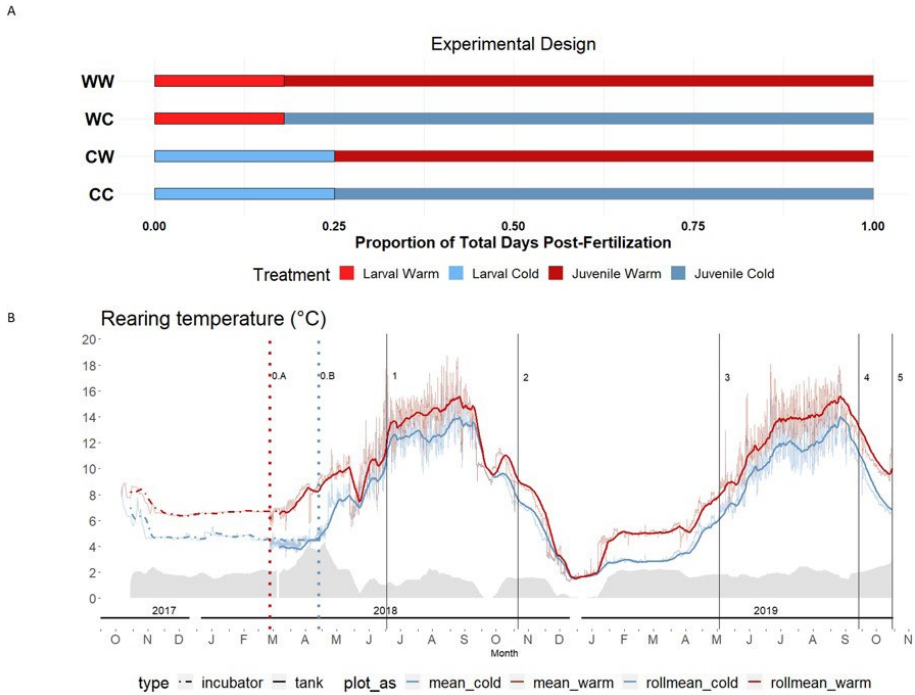 A
Experimental Design
WW
WC
CW
CC
0.00 0.25 0.50 0.75 1.00
Proportion of Total Days Post-Fertilization
Treatment Larval Warm Larval Cold Juvenile Warm Juvenile Cold
B
Rearing temperature (°C)
20
18
16
14
12
10
8
6
4
2
0
0.A 0.B 1 2 3 4 5
2017 2018 2019
O N D J F M A M J J A S O N D J F M A M J J A S O N
Month
type incubator tank plot_as mean_cold mean_warm rollmean_cold rollmean_warm